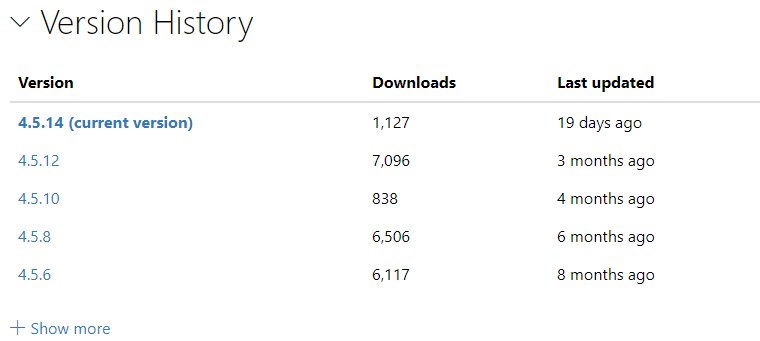 Version History
Version Downloads Last updated
4.5.14 (current version) 1,127 19 days ago
4.5.12 7,096 3 months ago
4.5.10 838 4 months ago
4.5.8 6,506 6 months ago
4.5.6 6,117 8 months ago
Show more